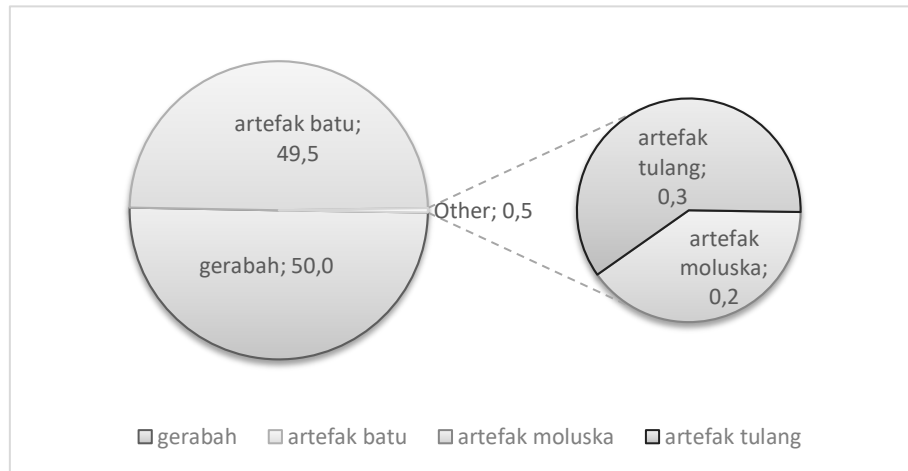 artefak batu;
49,5
gerabah; 50,0
Other; 0,5
artefak
tulang;
0,3
artefak
moluska;
0,2
gerabah artefak batu artefak moluska artefak tulang